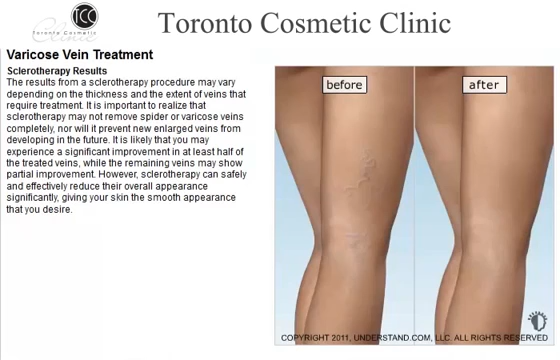 TCC
Toronto Cosmetic
Clinic
Toronto Cosmetic Clinic
Varicose Vein Treatment
Sclerotherapy Results
The results from a sclerotherapy procedure may vary
depending on the thickness and the extent of veins that
require treatment. It is important to realize that
sclerotherapy may not remove spider or varicose veins
completely, nor will it prevent new enlarged veins from
developing in the future. It is likely that you may
experience a significant improvement in at least half of
the treated veins, while the remaining veins may show
partial improvement. However, sclerotherapy can safely
and effectively reduce their overall appearance
significantly, giving your skin the smooth appearance
that you desire.
before
after
COPYRIGHT 2011, UNDERSTAND.COM, LLC. ALL RIGHTS RESERVED